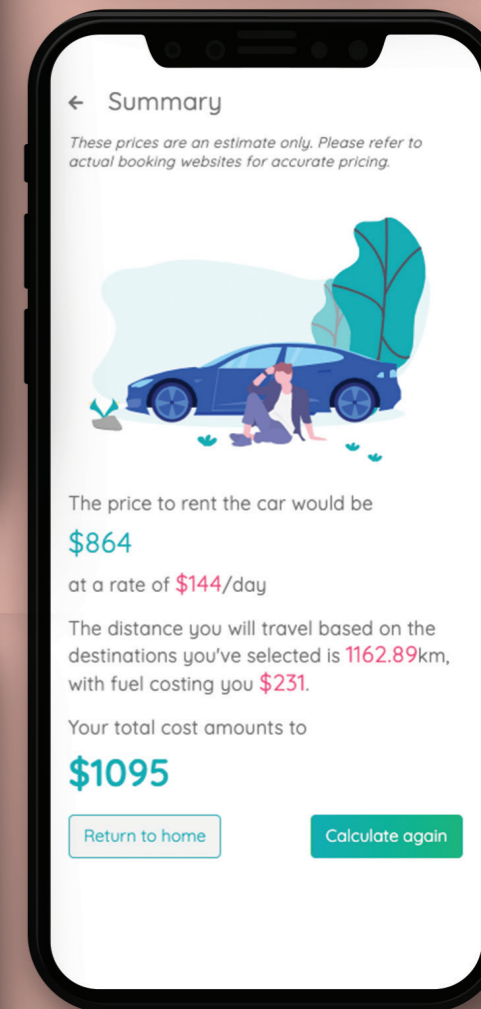 Summary
These prices are an estimate only. Please refer to
actual booking websites for accurate pricing.
The price to rent the car would be
$864
at a rate of $144/day
The distance you will travel based on the
destinations you've selected is 1162.89km,
with fuel costing you $231.
Your total cost amounts to
$1095
Return to home
Calculate again